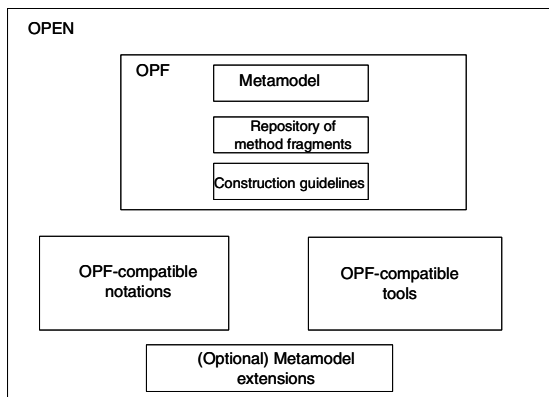 OPEN
OPF
Metamodel
Repository of
method fragments
Construction guidelines
OPF-compatible
notations
OPF-compatible
tools
(Optional) Metamodel
extensions